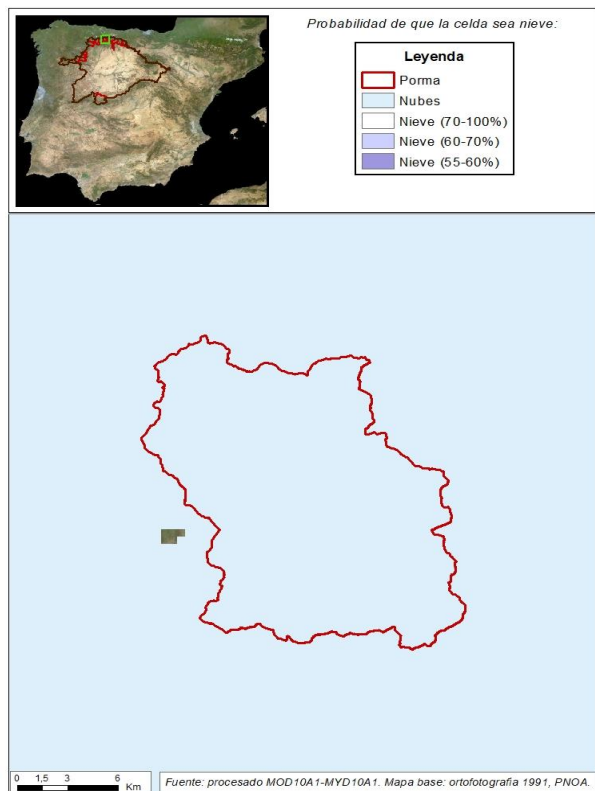 Probabilidad de que la celda sea nieve:
Leyenda
Porma
Nubes
Nieve (70-100%)
Nieve (60-70%)
Nieve (55-60%)
0 1,5 3 6
Km
Fuente: procesado MOD10A1-MYD10A1. Mapa base: ortofotografia 1991, PNOA.